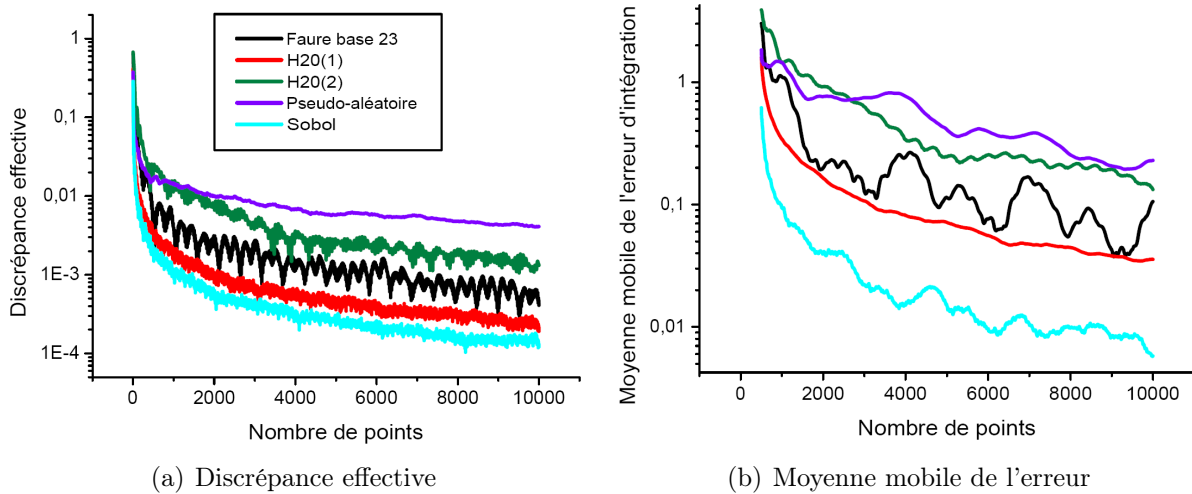 Discrépance effective
1
0,1
0,01
1E-3
1E-4
Faure base 23
H20(1)
H20(2)
Pseudo-aléatoire
Sobol
0
2000
4000
6000
8000
10000
Nombre de points
(a) Discrépance effective
Moyenne mobile de l'erreur d'intégration
1
0,1
0,01
0
2000
4000
6000
8000
10000
Nombre de points
(b) Moyenne mobile de l'erreur